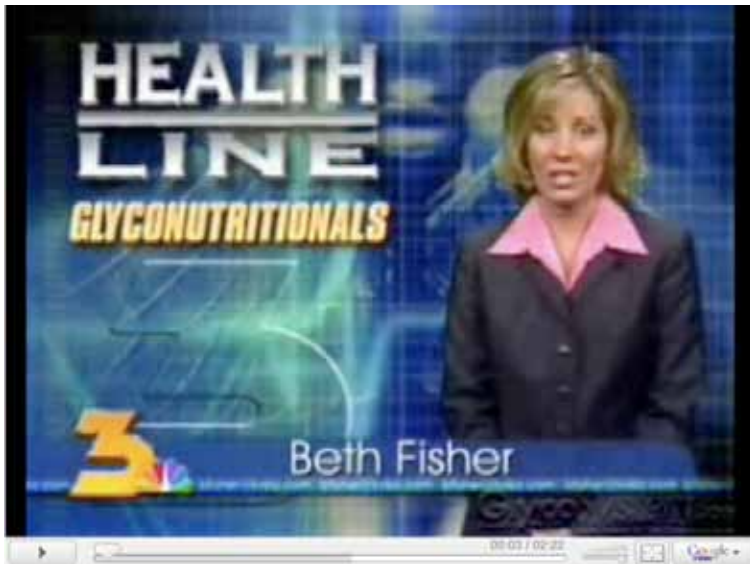 HEALTH
LINE
GLYCONUTRITIONALS
3
Beth Fisher
00:03 / 02:22
Google